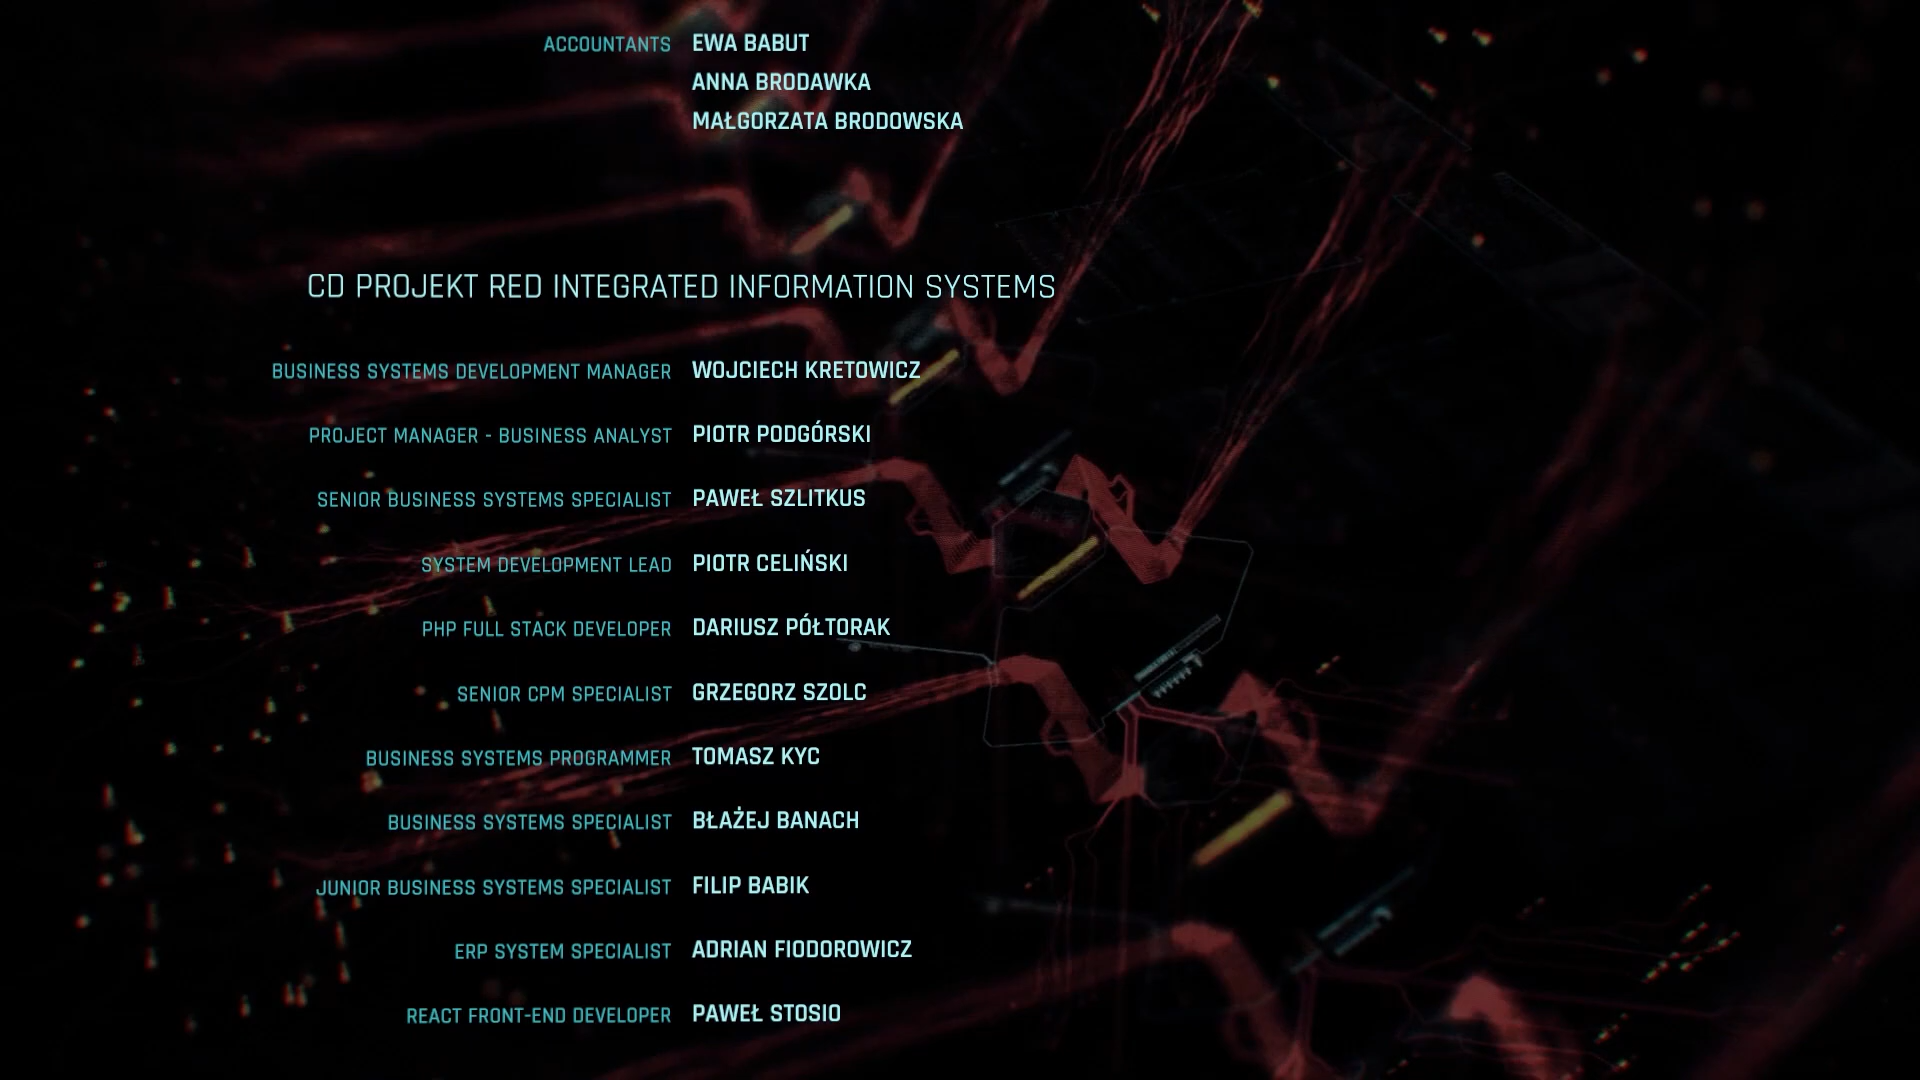 ACCOUNTANTS EWA BABUT
ANNA BRODAWKA
MAŁGORZATA BRODOWSKA
CD PROJEKT RED INTEGRATED INFORMATION SYSTEMS
BUSINESS SYSTEMS DEVELOPMENT MANAGER WOJCIECH KRETOWICZ
PROJECT MANAGER - BUSINESS ANALYST PIOTR PODGÓRSKI
SENIOR BUSINESS SYSTEMS SPECIALIST PAWEŁ SZLITKUS
SYSTEM DEVELOPMENT LEAD PIOTR CELIŃSKI
PHP FULL STACK DEVELOPER DARIUSZ PÓŁTORAK
SENIOR CPM SPECIALIST GRZEGORZ SZOLC
BUSINESS SYSTEMS PROGRAMMER TOMASZ KYC
BUSINESS SYSTEMS SPECIALIST BŁAŻEJ BANACH
JUNIOR BUSINESS SYSTEMS SPECIALIST FILIP BABIK
ERP SYSTEM SPECIALIST ADRIAN FIODOROWICZ
REACT FRONT-END DEVELOPER PAWEŁ STOSIO